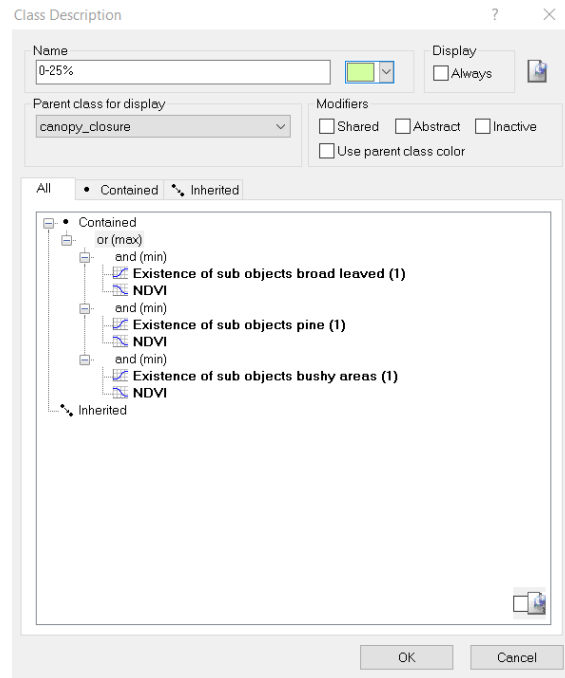 Class Description
?
Name
0-25%
Display
Always
Parent class for display
canopy_closure
Modifiers
Shared
Abstract
Inactive
Use parent class color
All
Contained
Inherited
Contained
or (max)
and (min)
Existence of sub objects broad leaved (1)
NDVI
and (min)
Existence of sub objects pine (1)
NDVI
and (min)
Existence of sub objects bushy areas (1)
NDVI
Inherited
OK
Cancel